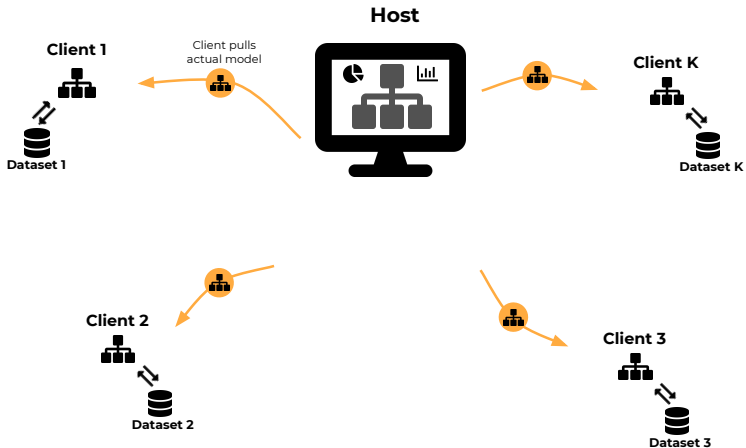 Host
Client 1
Client pulls
actual model
Client K
Dataset 1
Dataset K
Client 2
Client 3
Dataset 2
Dataset 3